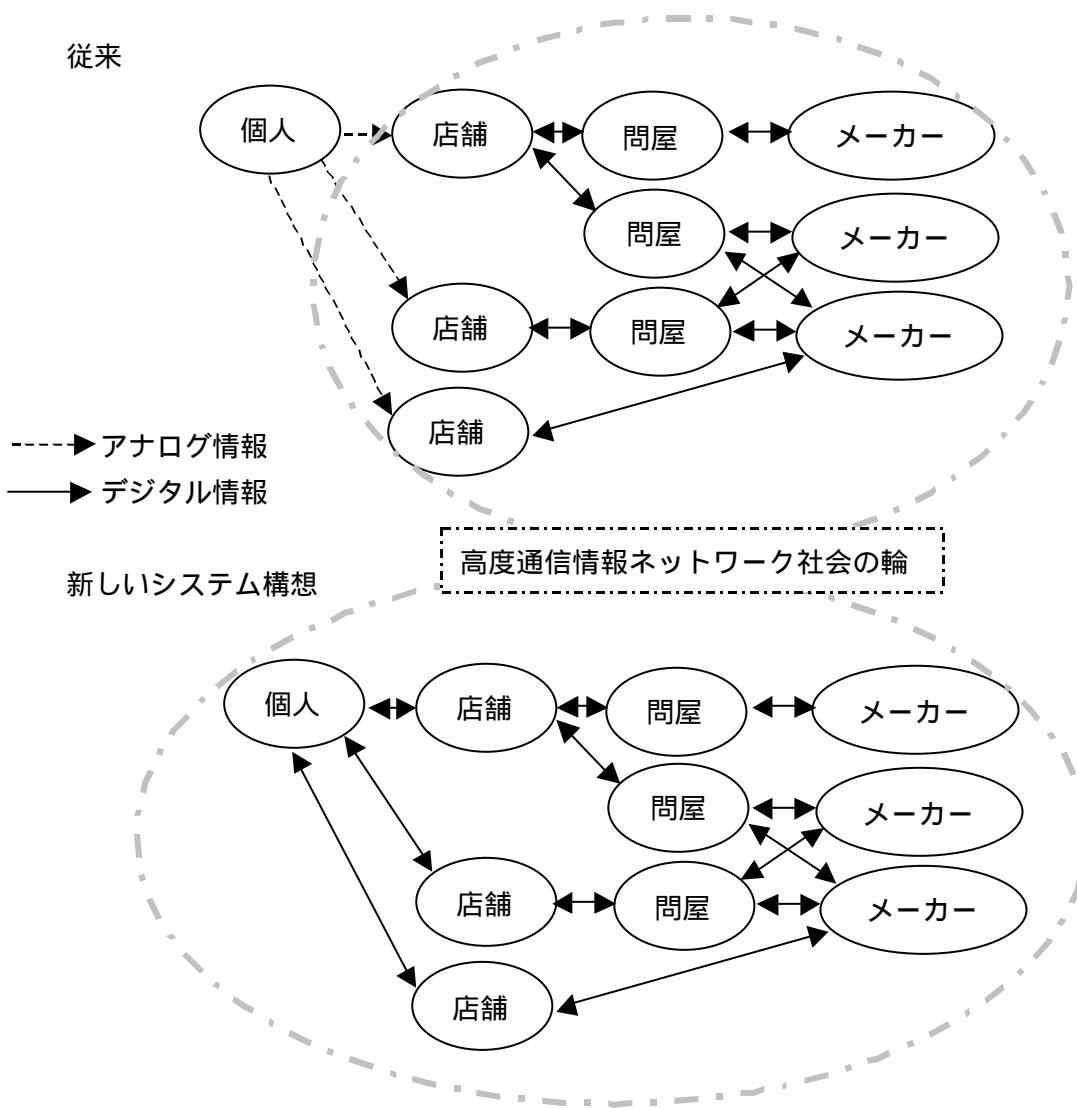 従来
個人
店舗
問屋
メーカー
問屋
メーカー
店舗
問屋
メーカー
店舗
アナログ情報
デジタル情報
高度通信情報ネットワーク社会の輪
新しいシステム構想
個人
店舗
問屋
メーカー
問屋
メーカー
店舗
問屋
メーカー
店舗